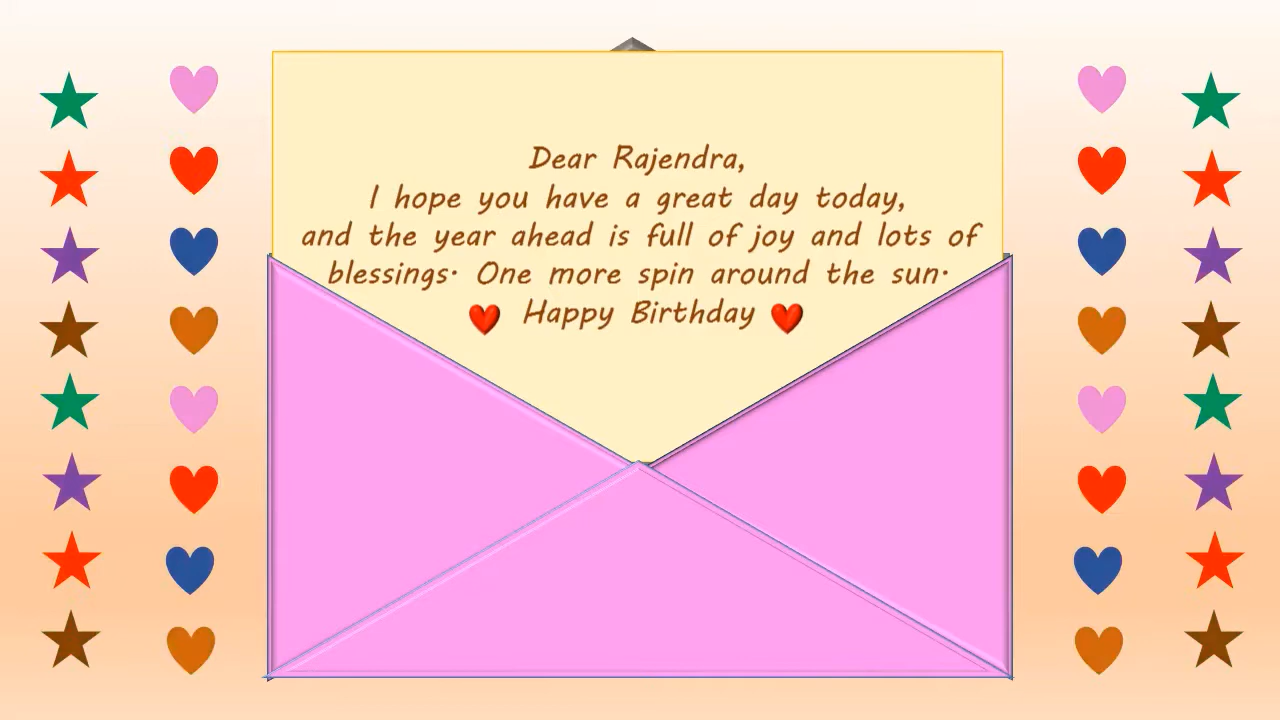 Dear Rajendra,
I hope you have a great day today,
and the year ahead is full of joy and lots of
blessings. One more spin around the sun.
❤️ Happy Birthday ❤️